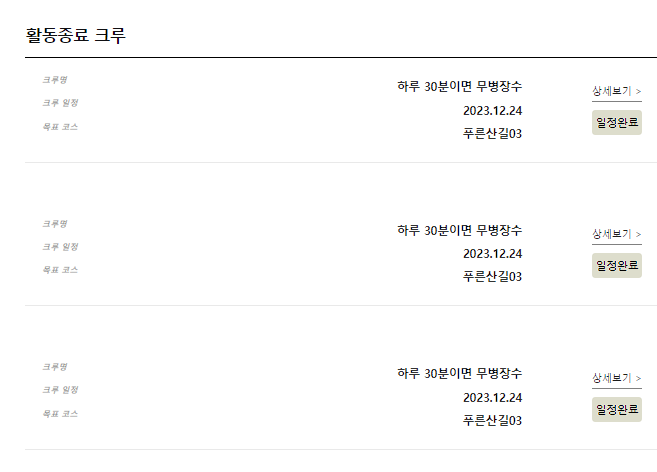 활동종료 크루
크루명 하루 30분이면 무병장수
상세보기 >
크루 일정 2023.12.24
일정완료
목표 코스 푸른산길03
크루명 하루 30분이면 무병장수
상세보기 >
크루 일정 2023.12.24
일정완료
목표 코스 푸른산길03
크루명 하루 30분이면 무병장수
상세보기 >
크루 일정 2023.12.24
일정완료
목표 코스 푸른산길03